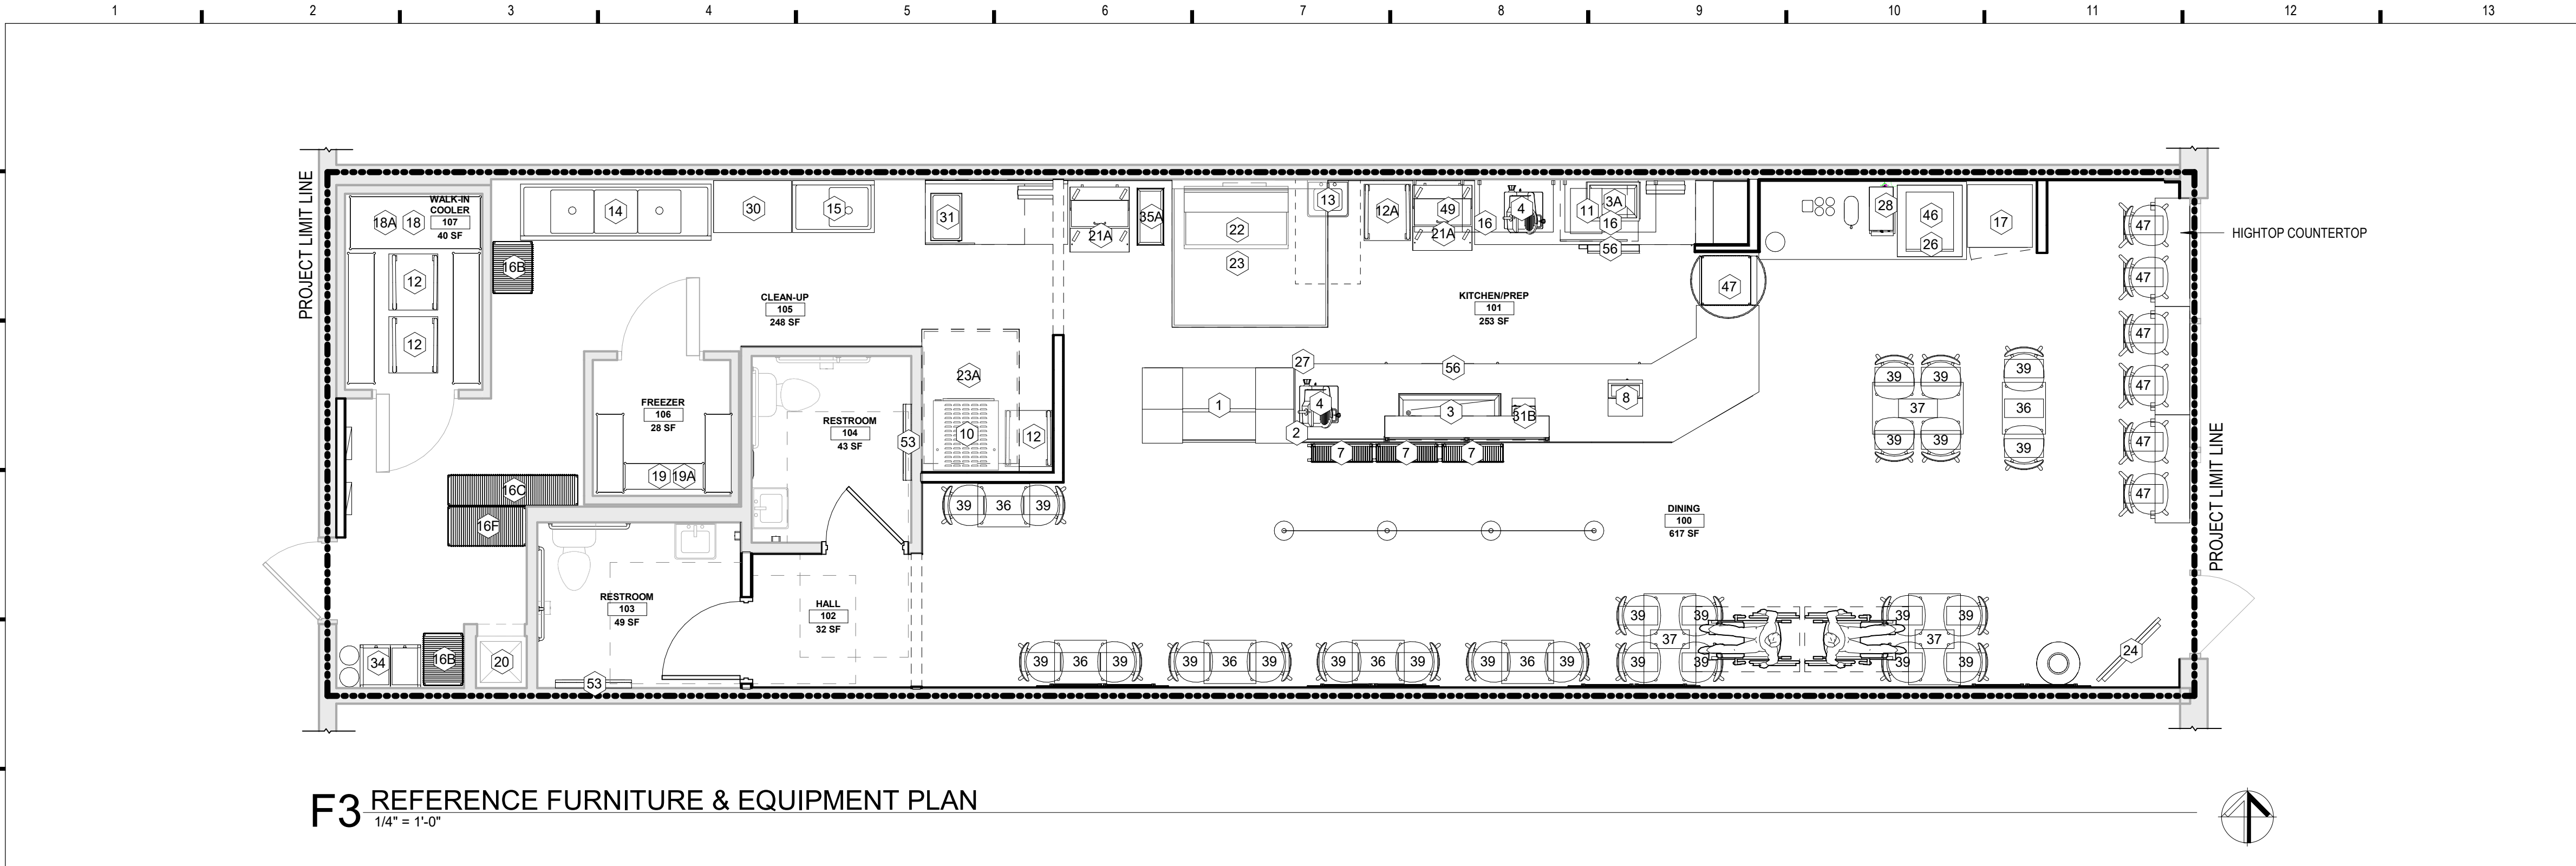 1 2 3 4 5 6 7 8 9 10 11 12 13
PROJECT LIMIT LINE
WALK-IN
COOLER
107
40 SF
18A 18
12
12
16B
14
30
15
31
21A
35A
22
23
13
12A
49
21A
16
4
11
3A
16
56
28
46
26
17
47
HIGHTOP COUNTERTOP
47
47
47
47
47
47
CLEAN-UP
105
248 SF
KITCHEN/PREP
101
253 SF
27
56
23A
1
4
3
31B
8
2
7 7 7
10
12
39 39
37
39 39
39
36
39
FREEZER
106
28 SF
19 19A
RESTROOM
104
43 SF
53
16C
16F
39 36 39
DINING
100
617 SF
PROJECT LIMIT LINE
RESTROOM
103
49 SF
HALL
102
32 SF
34
16B
20
53
39 36 39
39 36 39
39 36 39
39 36 39
39 39
37
39 39
39 39
37
39 39
24
F3 REFERENCE FURNITURE & EQUIPMENT PLAN
1/4" = 1'-0"